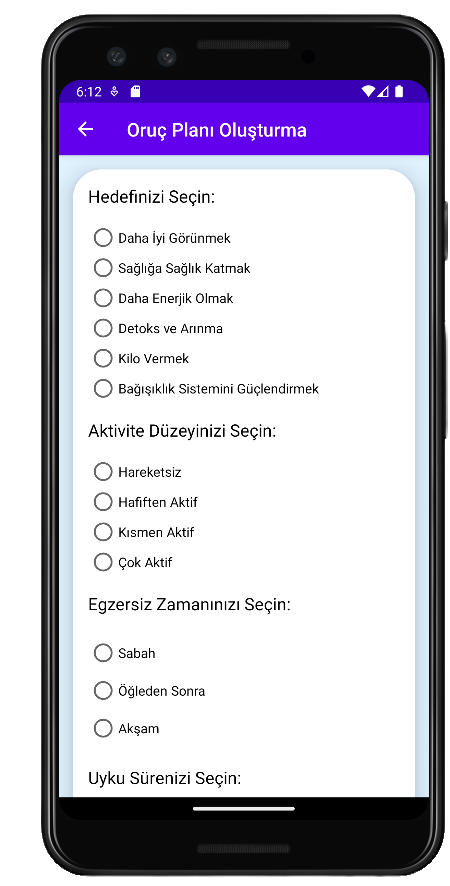 6:12
Oruç Planı Oluşturma
Hedefinizi Seçin:
Daha İyi Görünmek
Sağlığa Sağlık Katmak
Daha Enerjik Olmak
Detoks ve Arınma
Kilo Vermek
Bağışıklık Sistemini Güçlendirmek
Aktivite Düzeyinizi Seçin:
Hareketsiz
Hafiften Aktif
Kısmen Aktif
Çok Aktif
Egzersiz Zamanınızı Seçin:
Sabah
Öğleden Sonra
Akşam
Uyku Sürenizi Seçin: